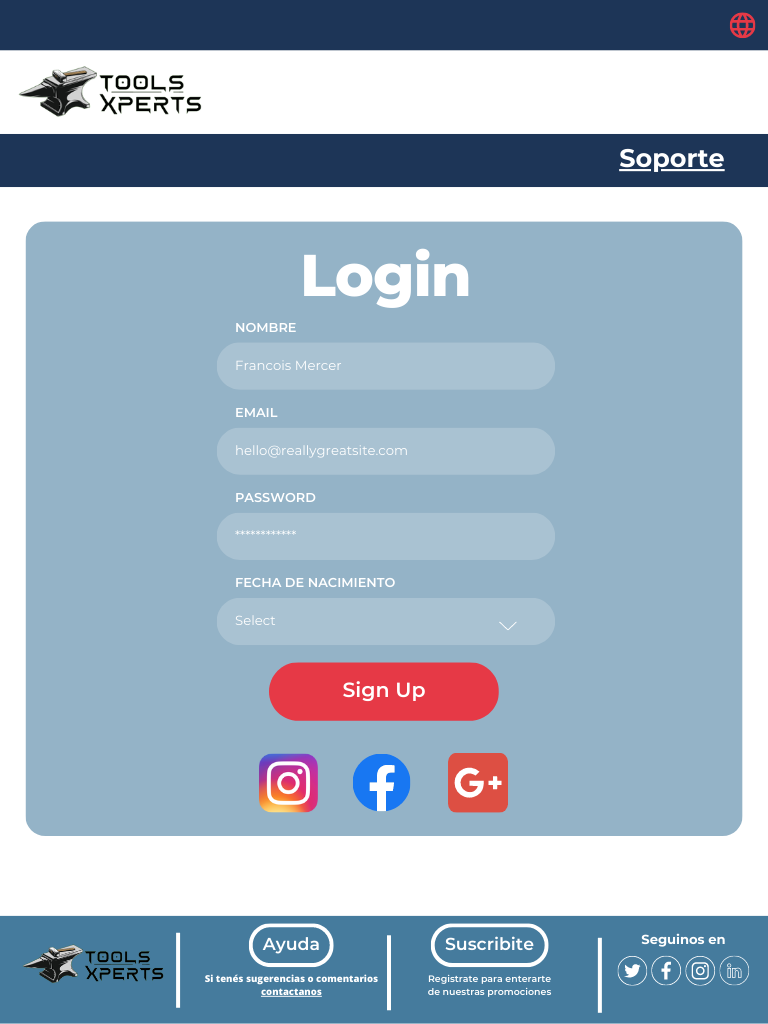 TOOLS
XPERTS
Soporte
Login
NOMBRE
Francois Mercer
EMAIL
hello@reallygreatsite.com
PASSWORD
************
FECHA DE NACIMIENTO
Select
Sign Up
G+
TOOLS
XPERTS
Ayuda
Si tenés sugerencias o comentarios
contactanos
Suscribite
Registrate para enterarte
de nuestras promociones
Seguinos en
in